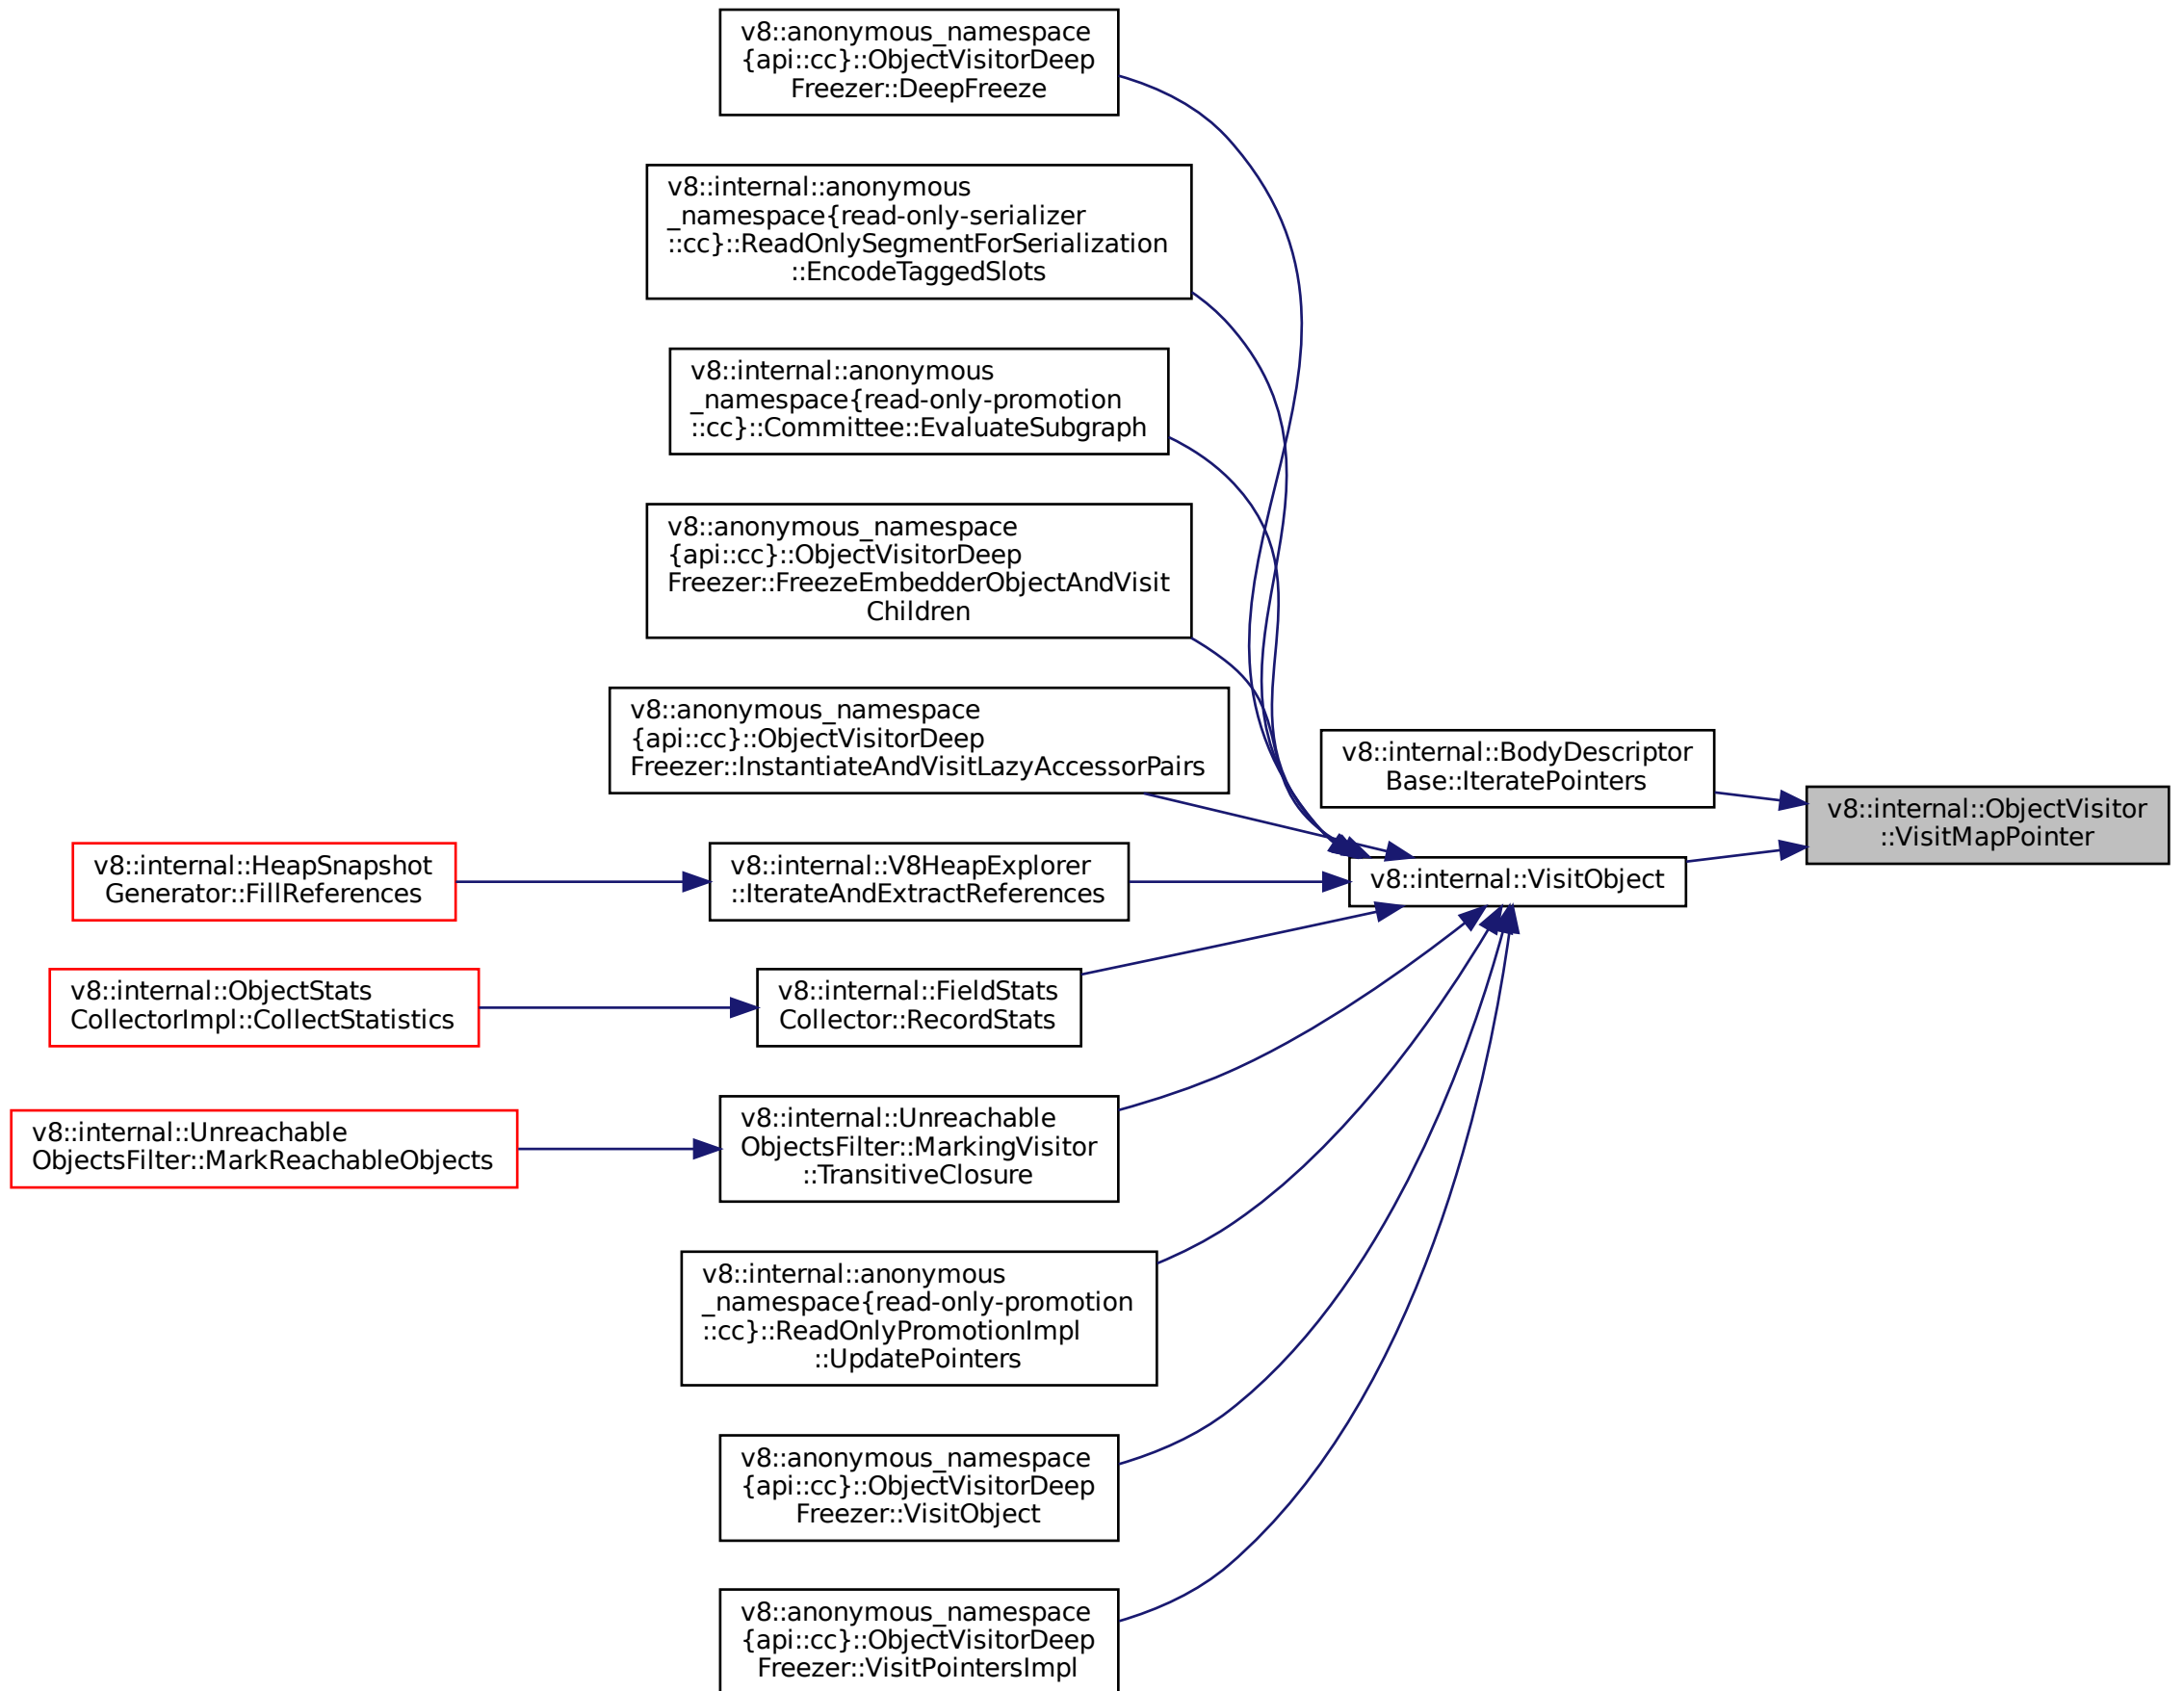 v8::anonymous_namespace
{api::cc}::ObjectVisitorDeep
Freezer::DeepFreeze
v8::internal::anonymous
_namespace{read-only-serializer
::cc}::ReadOnlySegmentForSerialization
::EncodeTaggedSlots
v8::internal::anonymous
_namespace{read-only-promotion
::cc}::Committee::EvaluateSubgraph
v8::anonymous_namespace
{api::cc}::ObjectVisitorDeep
Freezer::FreezeEmbedderObjectAndVisit
Children
v8::anonymous_namespace
{api::cc}::ObjectVisitorDeep
Freezer::InstantiateAndVisitLazyAccessorPairs
v8::internal::BodyDescriptor
Base::IteratePointers
v8::internal::ObjectVisitor
::VisitMapPointer
v8::internal::HeapSnapshot
Generator::FillReferences
v8::internal::V8HeapExplorer
::IterateAndExtractReferences
v8::internal::VisitObject
v8::internal::ObjectStats
CollectorImpl::CollectStatistics
v8::internal::FieldStats
Collector::RecordStats
v8::internal::Unreachable
ObjectsFilter::MarkReachableObjects
v8::internal::Unreachable
ObjectsFilter::MarkingVisitor
::TransitiveClosure
v8::internal::anonymous
_namespace{read-only-promotion
::cc}::ReadOnlyPromotionImpl
::UpdatePointers
v8::anonymous_namespace
{api::cc}::ObjectVisitorDeep
Freezer::VisitObject
v8::anonymous_namespace
{api::cc}::ObjectVisitorDeep
Freezer::VisitPointersImpl